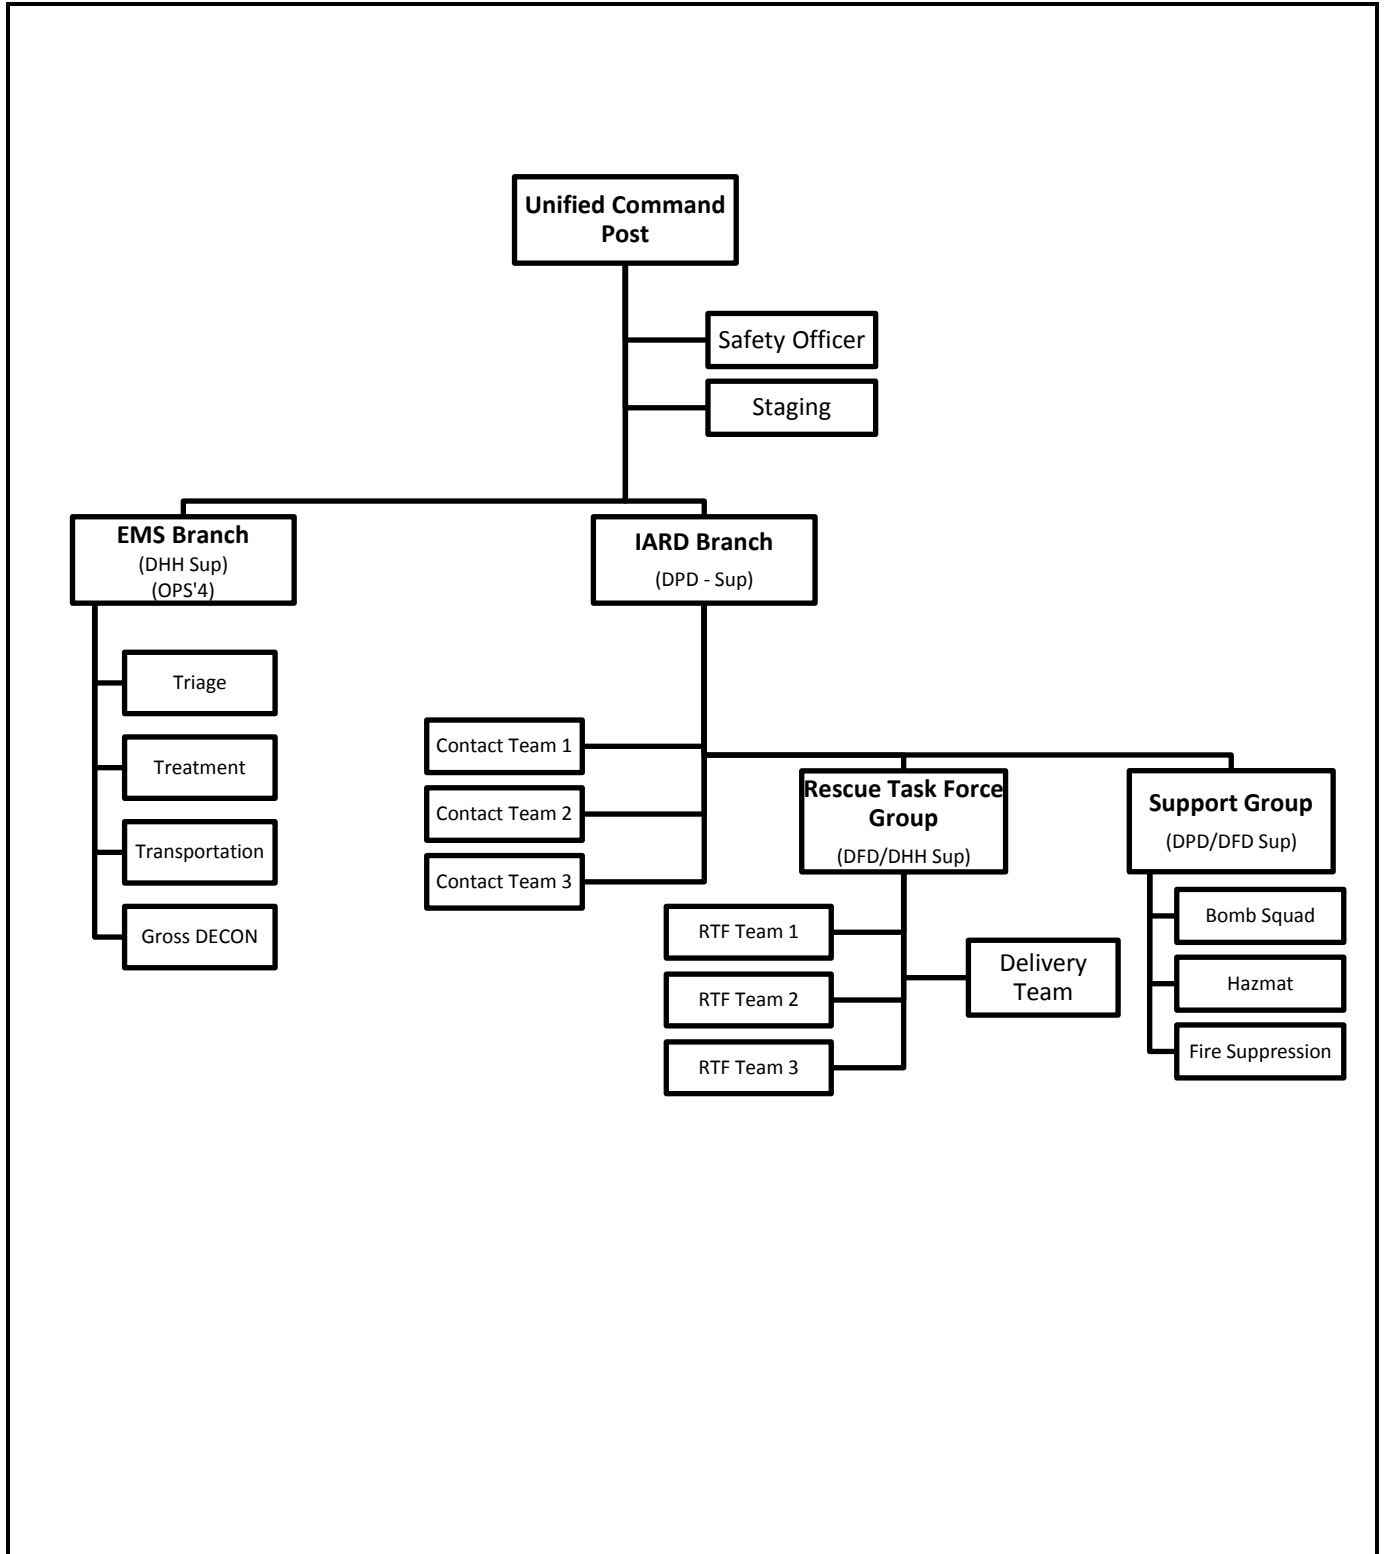 Unified Command
Post
Safety Officer
Staging
EMS Branch
(DHH Sup)
(OPS'4)
IARD Branch
(DPD - Sup)
Triage
Treatment
Transportation
Gross DECON
Contact Team 1
Contact Team 2
Contact Team 3
Rescue Task Force
Group
(DFD/DHH Sup)
RTF Team 1
RTF Team 2
RTF Team 3
Delivery
Team
Support Group
(DPD/DFD Sup)
Bomb Squad
Hazmat
Fire Suppression